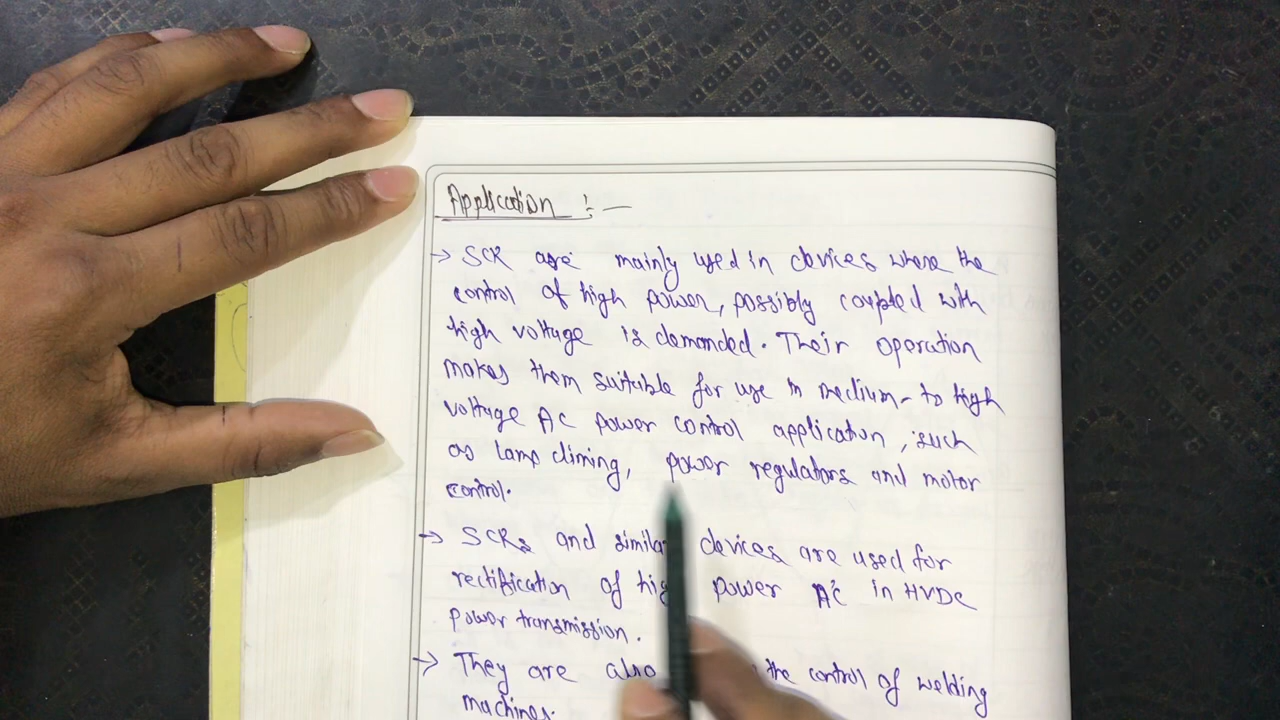 Application :-
→ SCR are mainly used in devices where the
control of high power, possibly coupled with
high voltage is demanded. Their operation
makes them suitable for use in medium- to high
voltage AC power control application, such
as lamp diming, power regulators and motor
control.
→ SCRs and similar devices are used for
rectification of high power AC in HVDC
power transmission.
→ They are also the control of welding
machines.